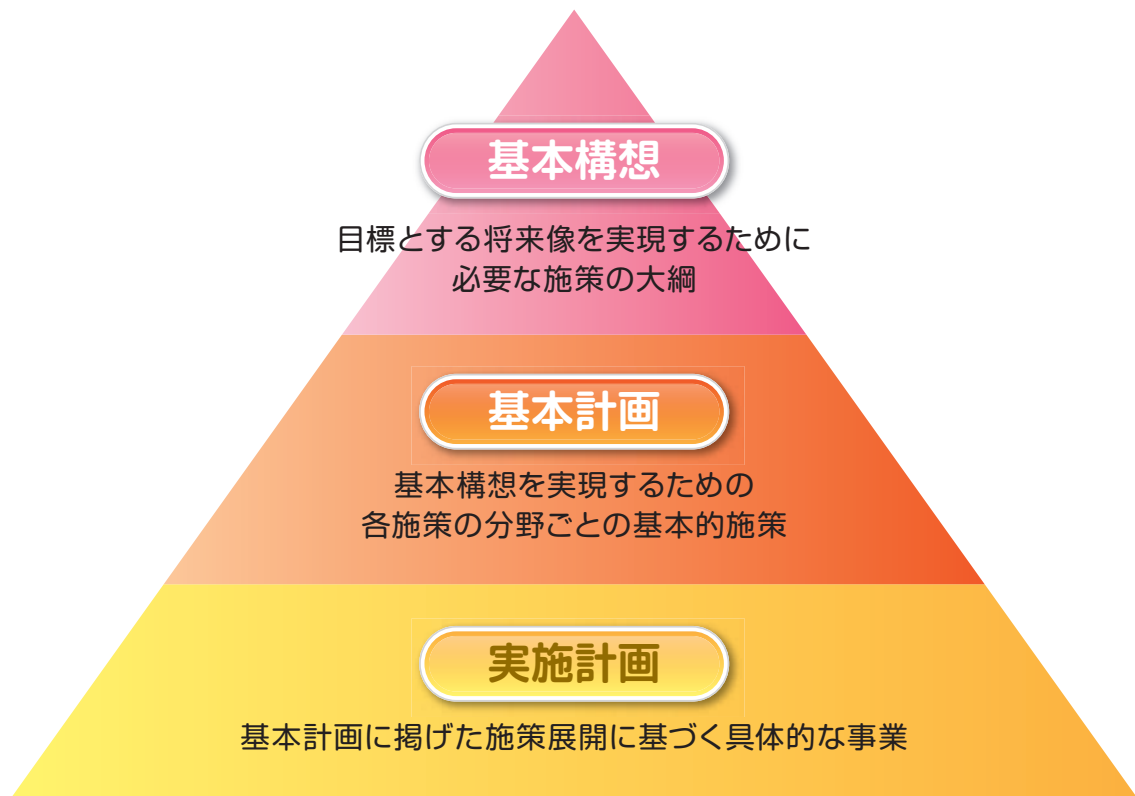 基本構想
目標とする将来像を実現するために
必要な施策の大綱
基本計画
基本構想を実現するための
各施策の分野ごとの基本的施策
実施計画
基本計画に掲げた施策展開に基づく具体的な事業